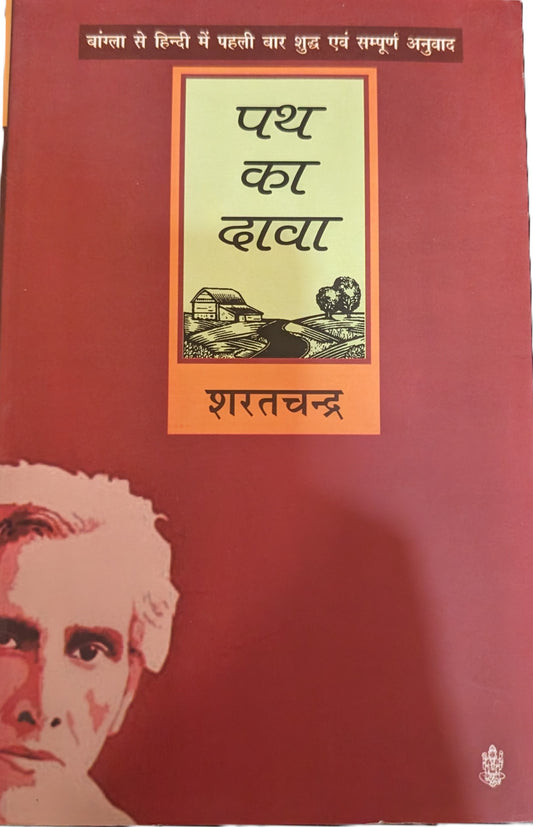 बांग्ला से हिन्दी में पहली बार शुद्ध एवं सम्पूर्ण अनुवाद
पथ
का
दावा
शरतचन्द्र